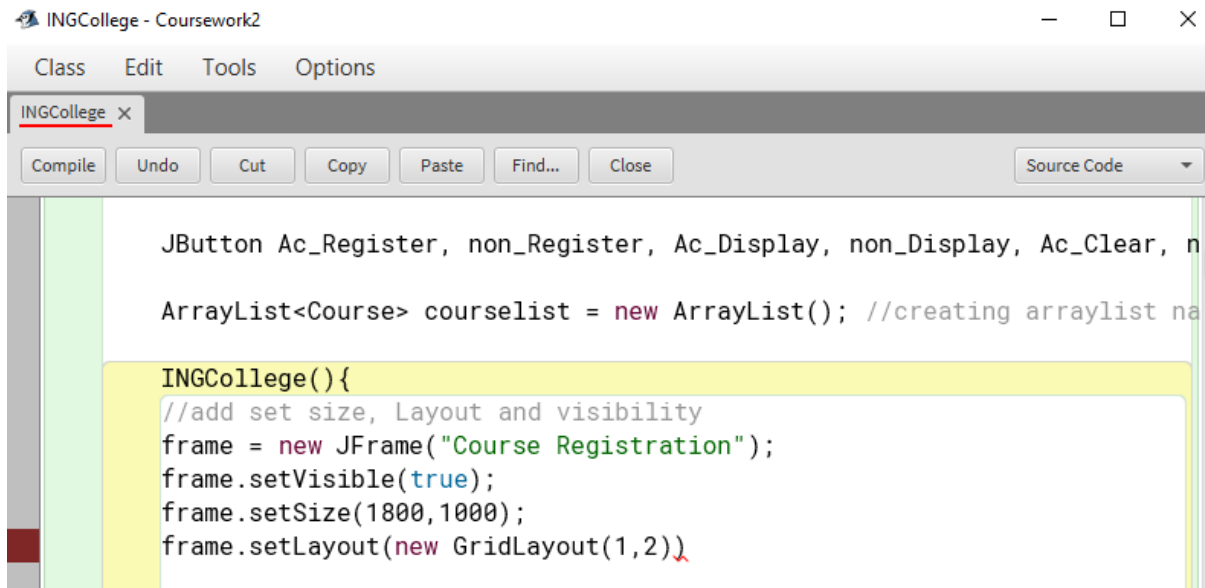 INGCollege - Coursework2
Class Edit Tools Options
INGCollege
Compile Undo Cut Copy Paste Find... Close Source Code
JButton Ac_Register, non_Register, Ac_Display, non_Display, Ac_Clear, n
ArrayList<Course> courselist = new ArrayList(); //creating arraylist na
INGCollege(){
//add set size, Layout and visibility
frame = new JFrame("Course Registration");
frame.setVisible(true);
frame.setSize(1800,1000);
frame.setLayout(new GridLayout(1,2))